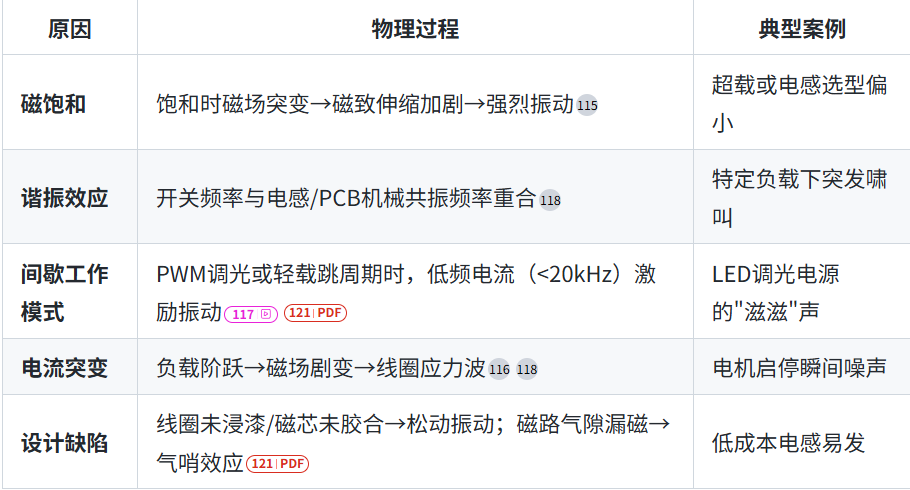 原因 物理过程 典型案例
磁饱和 饱和时磁场突变→磁致伸缩加剧→强烈振动 115 超载或电感选型偏
小
谐振效应 开关频率与电感/PCB机械共振频率重合 118 特定负载下突发啸
叫
间歇工作 PWM调光或轻载跳周期时，低频电流（<20kHz）激 LED调光电源
模式 励振动 117 121 | PDF 的"滋滋"声
电流突变 负载阶跃→磁场剧变→线圈应力波 116 118 电机启停瞬间噪声
设计缺陷 线圈未浸漆/磁芯未胶合→松动振动；磁路气隙漏磁→
气哨效应 121 | PDF 低成本电感易发